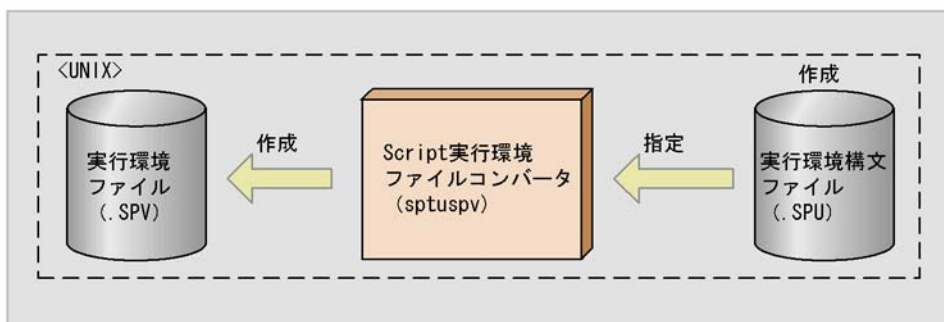 <UNIX>
作成
実行環境
ファイル
(.SPV)
作成
Script実行環境
ファイルコンバータ
(sptuspv)
指定
実行環境構文
ファイル
(.SPU)